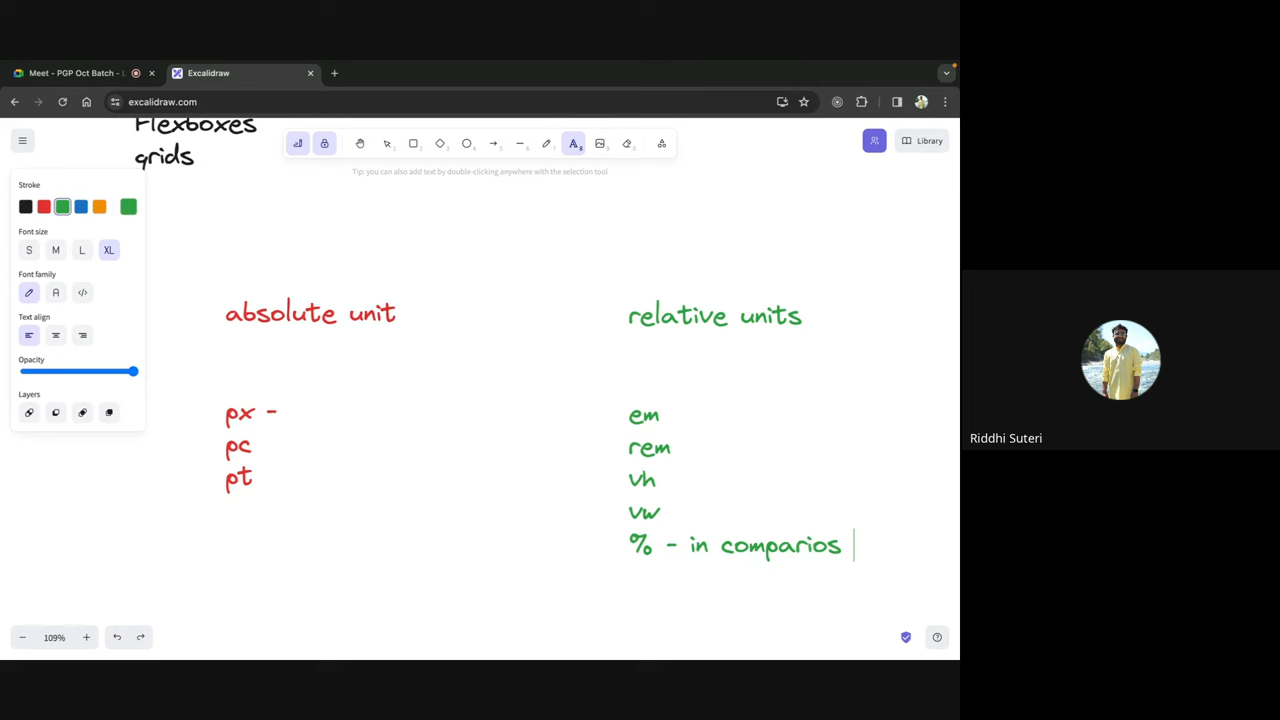 Meet - PGP Oct Batch - I.
Excalidraw
excalidraw.com
Flexboxes
grids
Library
Tip: you can also add text by double-clicking anywhere with the selection tool
Stroke
Font size
S M L XL
Font family
A </>
Text align
Opacity
Layers
absolute unit
relative units
px -
pc
pt
em
rem
vh
vw
% - in comparios
Riddhi Suteri
109%